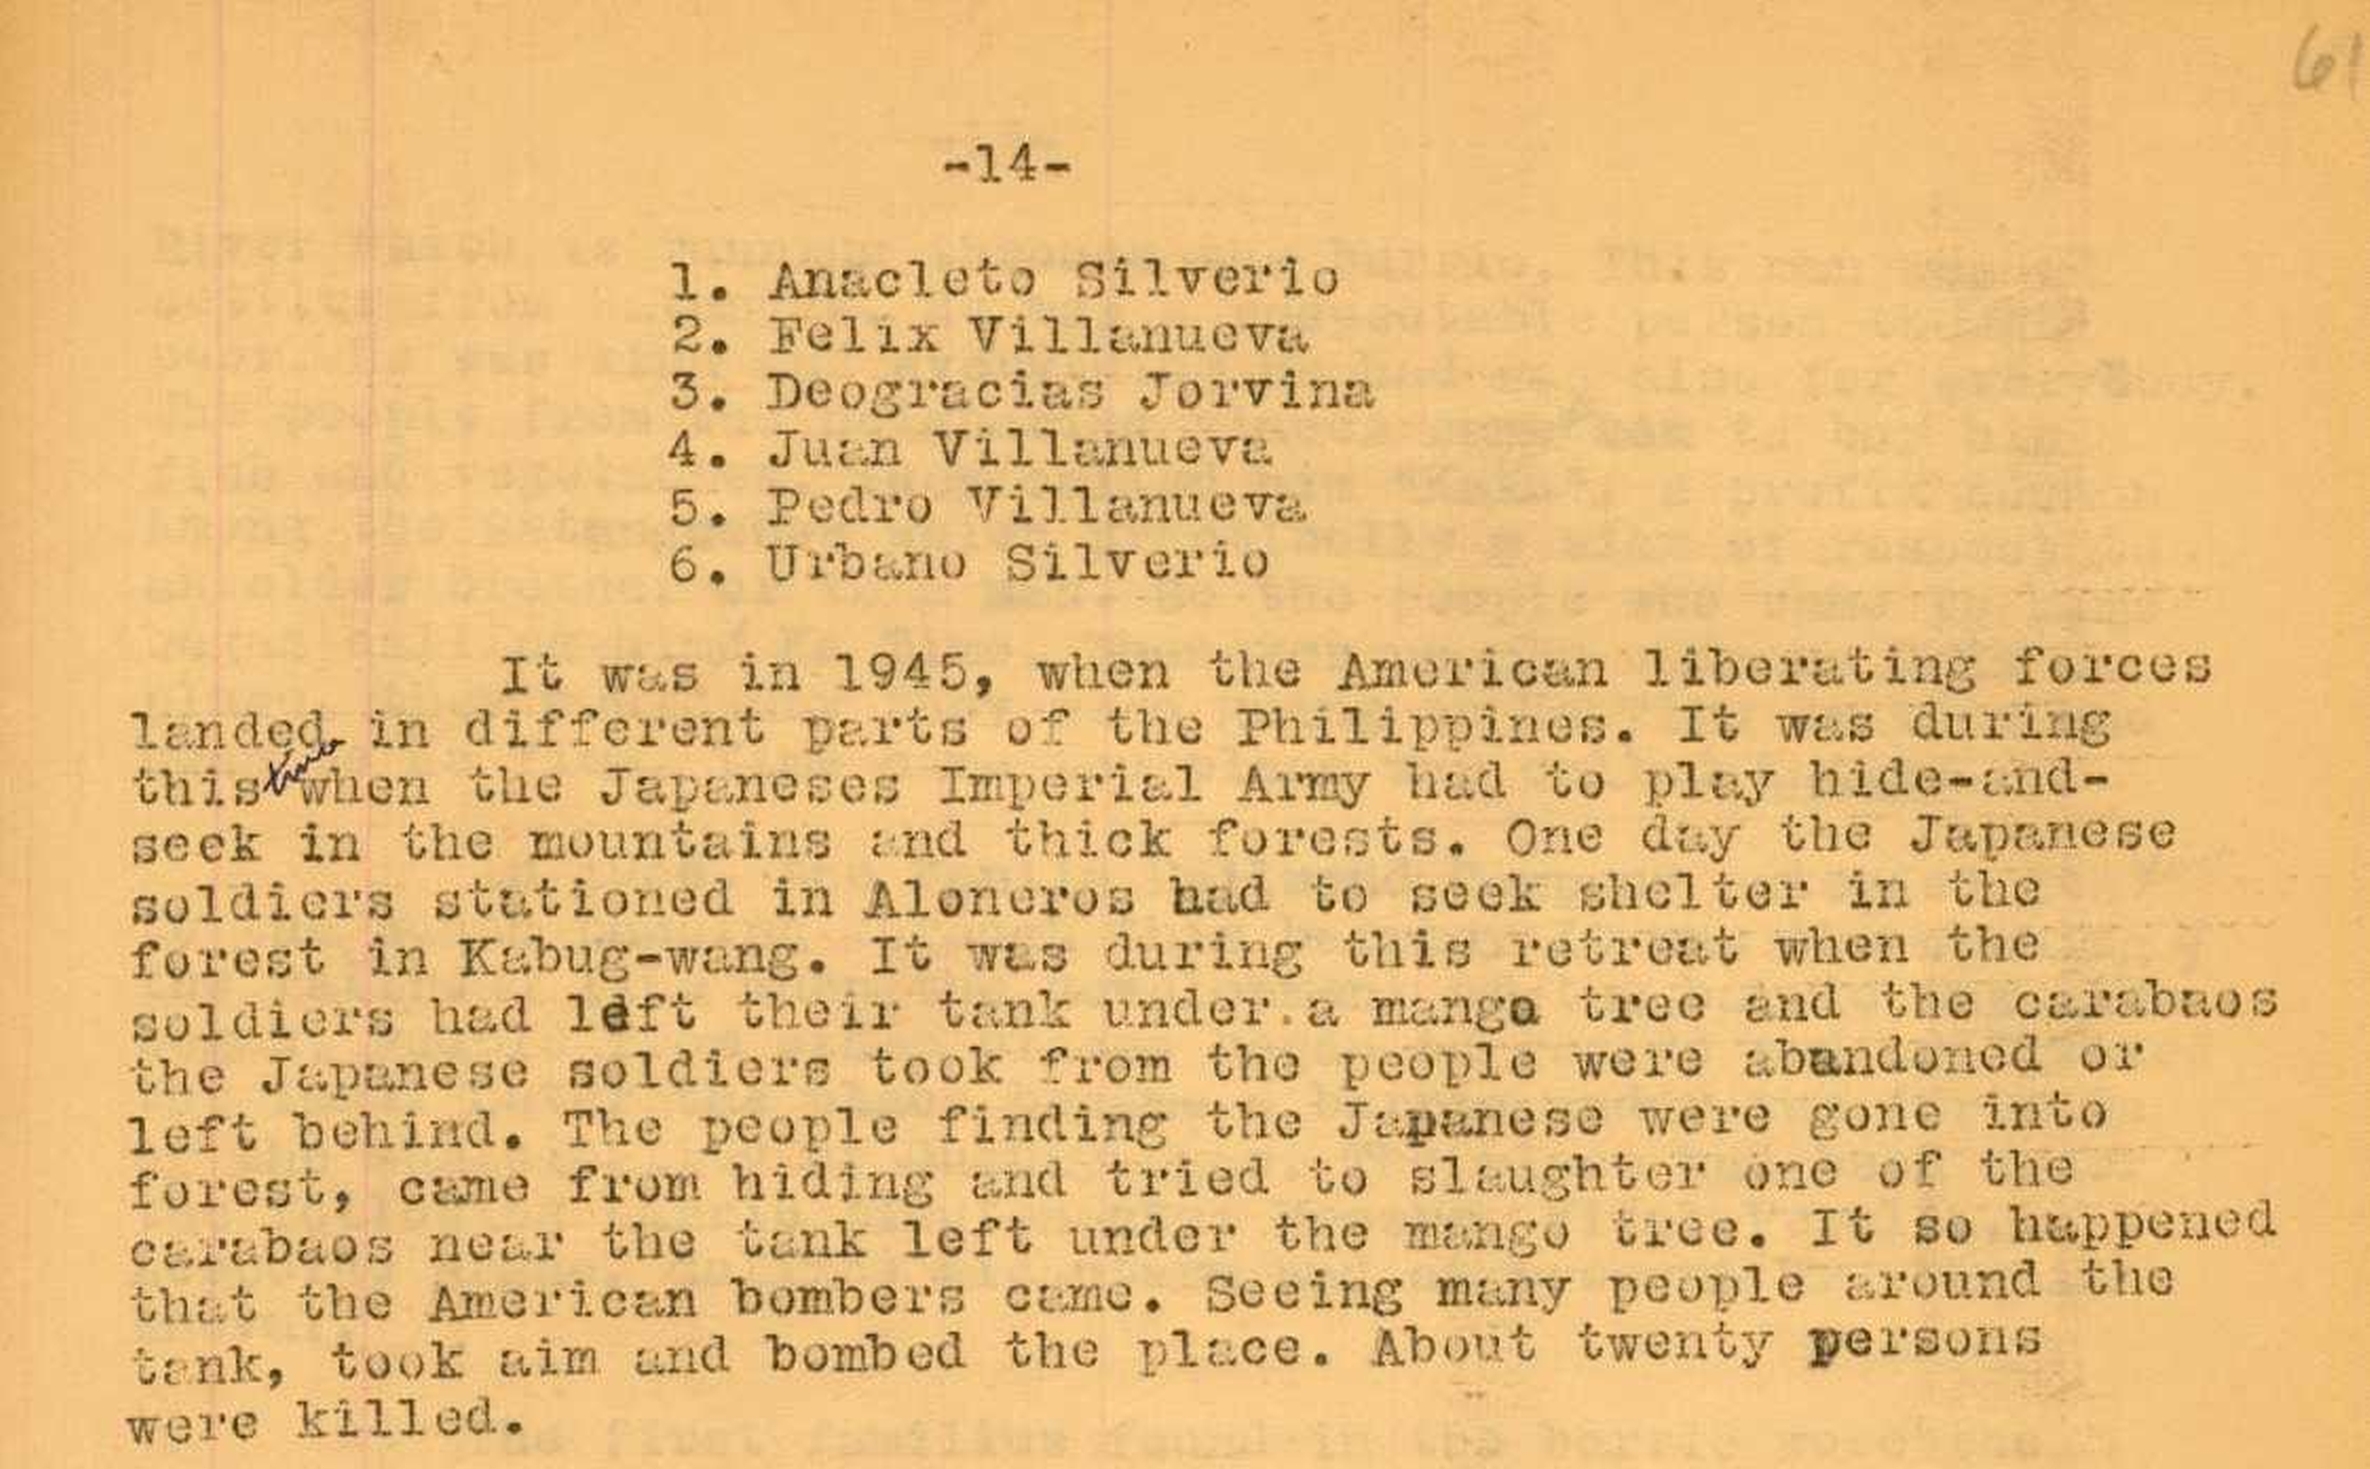 61
-14-
1. Anacleto Silverio
2. Felix Villanueva
3. Deogracias Jorvina
4. Juan Villanueva
5. Pedro Villanueva
6. Urbano Silverio
It was in 1945, when the American liberating forces
landed in different parts of the Philippines. It was during
this time when the Japaneses Imperial Army had to play hide-and-
seek in the mountains and thick forests. One day the Japanese
soldiers stationed in Aloneros had to seek shelter in the
forest in Kabug-wang. It was during this retreat when the
soldiers had left their tank under a mango tree and the carabaos
the Japanese soldiers took from the people were abandoned or
left behind. The people finding the Japanese were gone into
forest, came from hiding and tried to slaughter one of the
carabaos near the tank left under the mango tree. It so happened
that the American bombers came. Seeing many people around the
tank, took aim and bombed the place. About twenty persons
were killed.